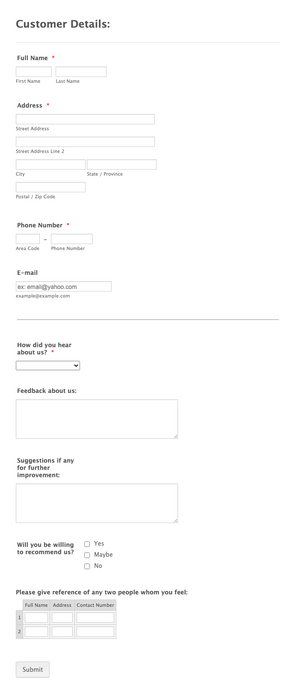 Customer Details:
Full Name *
First Name Last Name
Address *
Street Address
Street Address Line 2
City State / Province
Postal / Zip Code
Phone Number *
-
Area Code Phone Number
E-mail
ex: email@yahoo.com
example@example.com
How did you hear
about us? *
Feedback about us:
Suggestions if any
for further
improvement:
Will you be willing
to recommend us?
Yes
Maybe
No
Please give reference of any two people whom you feel:
Full Name Address Contact Number
1
2
Submit